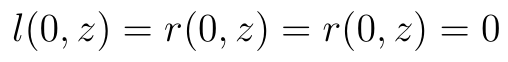 l(0, z) = r(0, z) = r(0, z) = 0